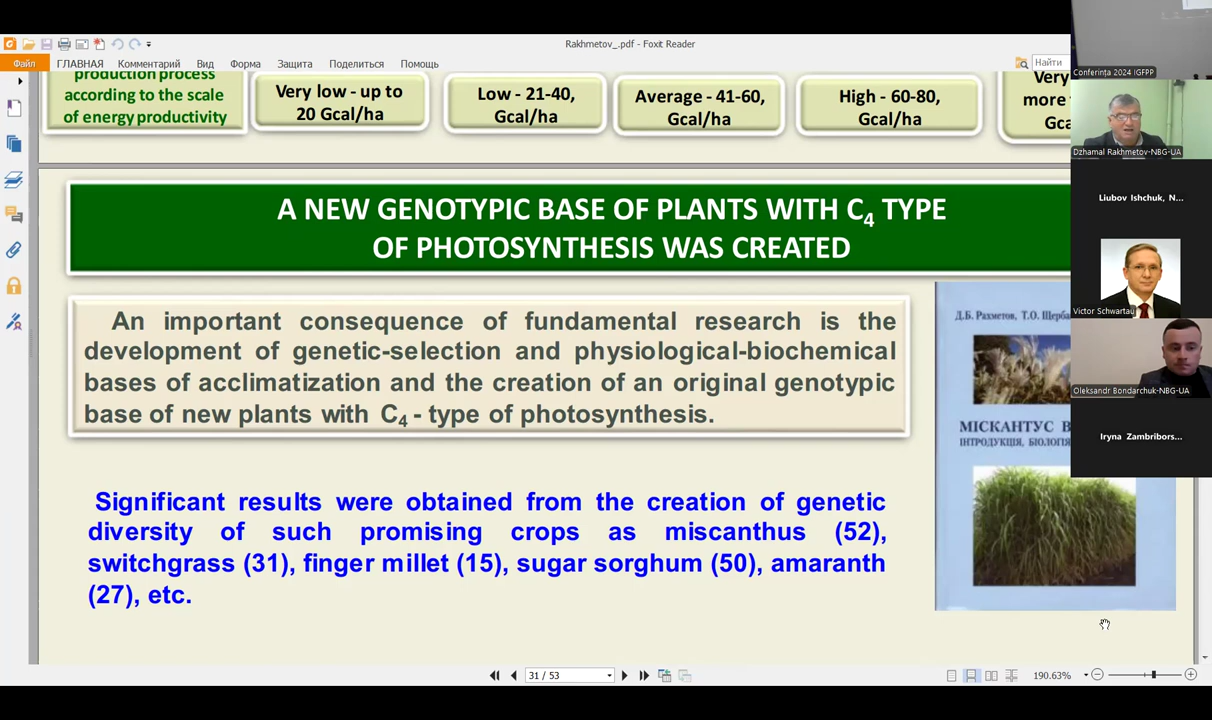 Rakhmetov_.pdf - Foxit Reader
Файл ГЛАВНАЯ Комментарий Вид Форма Защита Поделиться Помощь
Найти
production process
according to the scale
of energy productivity
Very low - up to
20 Gcal/ha
Low - 21-40,
Gcal/ha
Average - 41-60,
Gcal/ha
High - 60-80,
Gcal/ha
Very
more
A NEW GENOTYPIC BASE OF PLANTS WITH C4 TYPE
OF PHOTOSYNTHESIS WAS CREATED
An important consequence of fundamental research is the
development of genetic-selection and physiological-biochemical
bases of acclimatization and the creation of an original genotypic
base of new plants with C4 - type of photosynthesis.
Significant results were obtained from the creation of genetic
diversity of such promising crops as miscanthus (52),
switchgrass (31), finger millet (15), sugar sorghum (50), amaranth
(27), etc.
Д.Б. Рахметов, Т.О. Щерба
МІСКАНТУС В
ІНТРОДУКЦІЯ, БІОЛОГІЯ
Conferința 2024 IGFPP
Dzhamal Rakhmetov-NBG-UA
Liubov Ishchuk, N...
Victor Schwartau
Oleksandr Bondarchuk-NBG-UA
Iryna Zambribors...
31 / 53
190.63%